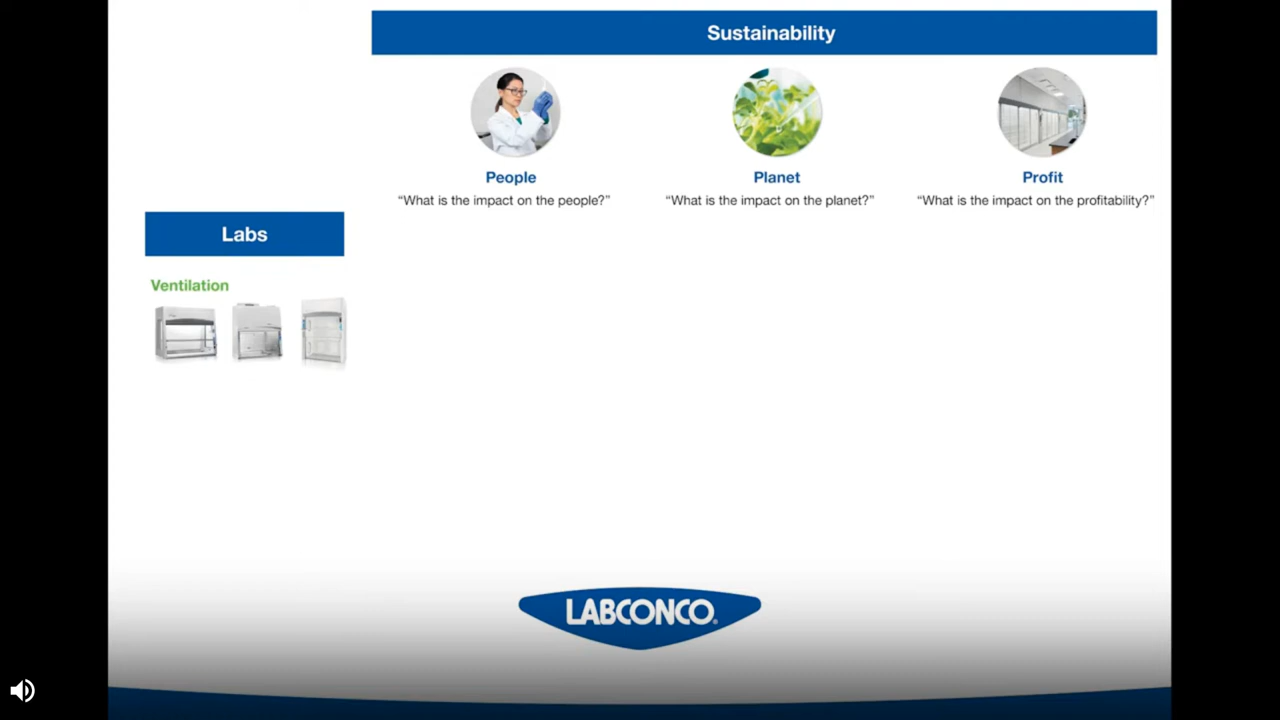 Sustainability
People
Planet
Profit
“What is the impact on the people?”
“What is the impact on the planet?”
“What is the impact on the profitability?”
Labs
Ventilation
LABCONCO®